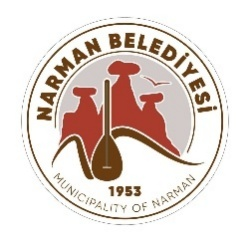 NARMAN BELEDİYESİ
1953
MUNICIPALITY OF NARMAN